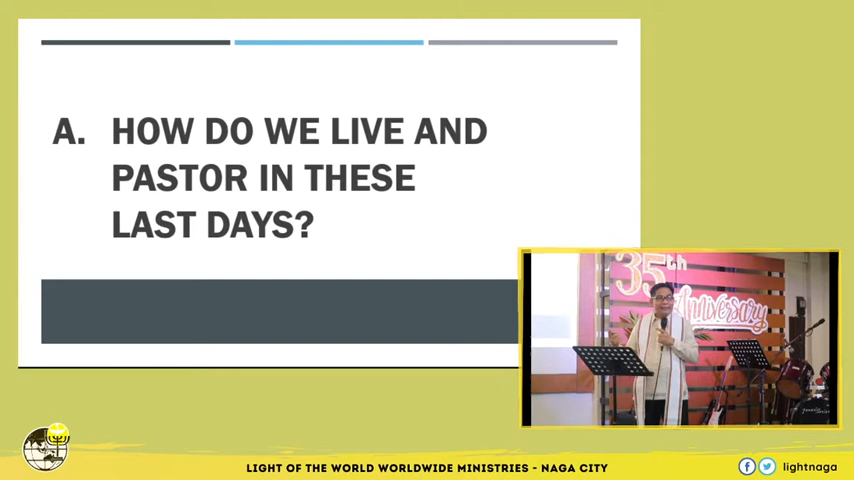 A. HOW DO WE LIVE AND
PASTOR IN THESE
LAST DAYS?
35th
Anniversary
LIGHT OF THE WORLD WORLDWIDE MINISTRIES - NAGA CITY
lightnaga